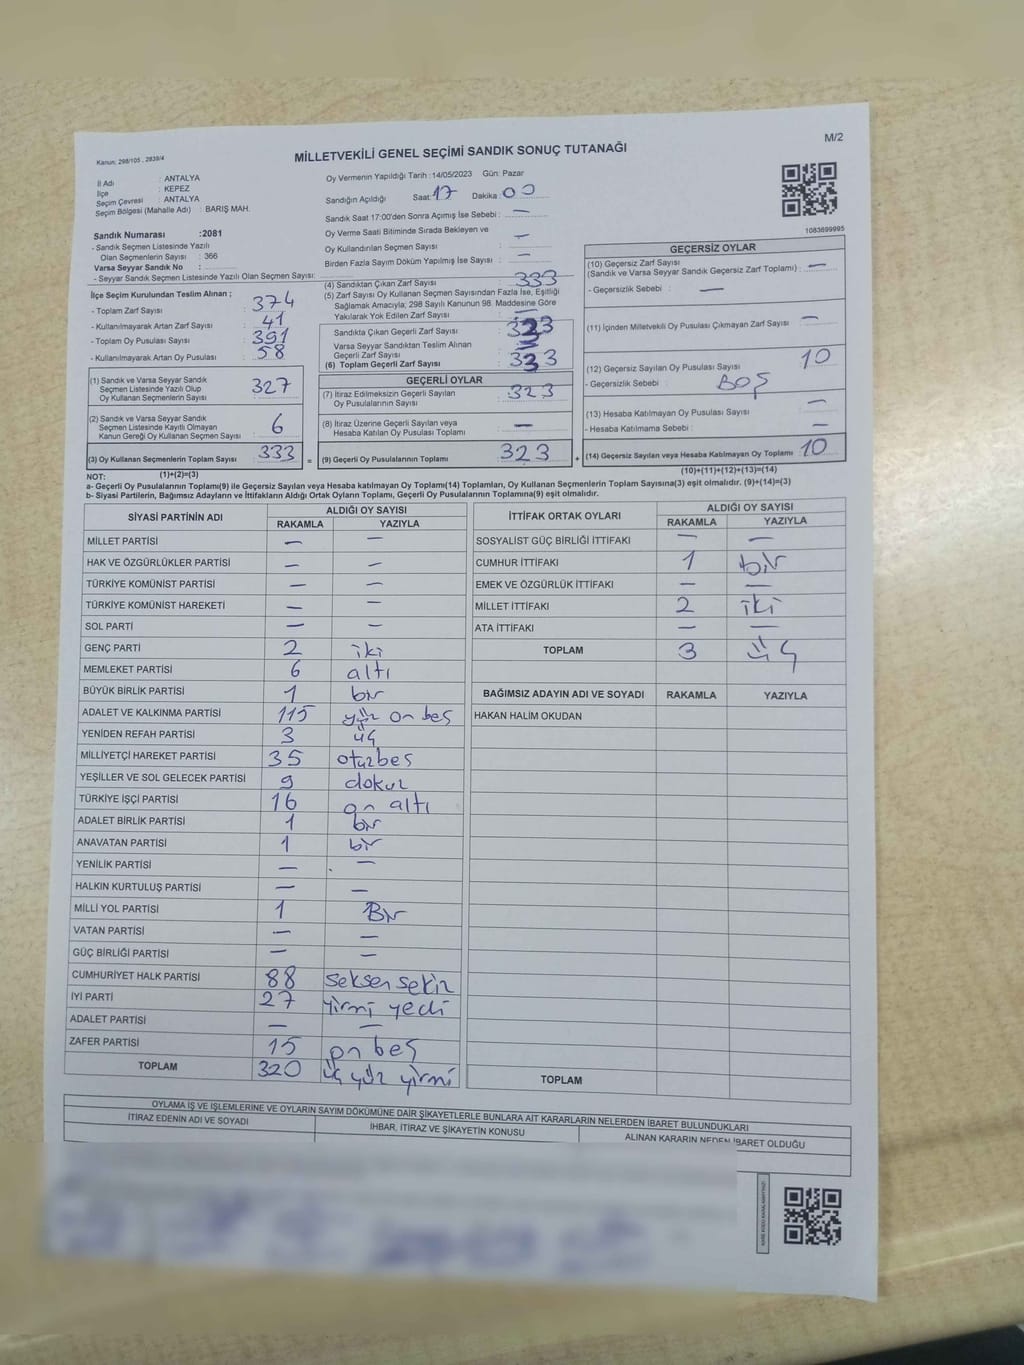 M/2
Kanun: 298/105 , 2839/4
MİLLETVEKİLİ GENEL SEÇİMİ SANDIK SONUÇ TUTANAĞI
İl Adı : ANTALYA
İlçe : KEPEZ
Seçim Çevresi : ANTALYA
Seçim Bölgesi (Mahalle Adı) : BARIŞ MAH.
Sandık Numarası :2081
- Sandık Seçmen Listesinde Yazılı
Olan Seçmenlerin Sayısı : 366
Varsa Seyyar Sandık No :
- Seyyar Sandık Seçmen Listesinde Yazılı Olan Seçmen Sayısı:
Oy Vermenin Yapıldığı Tarih : 14/05/2023 Gün: Pazar
Sandığın Açıldığı Saat: 17 Dakika : 00
Sandık Saat 17:00'den Sonra Açımış İse Sebebi : —
Oy Verme Saati Bitiminde Sırada Bekleyen ve
Oy Kullandırılan Seçmen Sayısı : —
Birden Fazla Sayım Döküm Yapılmış İse Sayısı : —
1083699995
İlçe Seçim Kurulundan Teslim Alınan ;
- Toplam Zarf Sayısı : 374
- Kullanılmayarak Artan Zarf Sayısı : 41
- Toplam Oy Pusulası Sayısı : 391
- Kullanılmayarak Artan Oy Pusulası : 58
(1) Sandık ve Varsa Seyyar Sandık
Seçmen Listesinde Yazılı Olup
Oy Kullanan Seçmenlerin Sayısı : 327
(2) Sandık ve Varsa Seyyar Sandık
Seçmen Listesinde Kayıtlı Olmayan
Kanun Gereği Oy Kullanan Seçmen Sayısı : 6
(3) Oy Kullanan Seçmenlerin Toplam Sayısı : 333
(1)+(2)=(3)
(4) Sandıktan Çıkan Zarf Sayısı : 333
(5) Zarf Sayısı Oy Kullanan Seçmen Sayısından Fazla İse, Eşitliği
Sağlamak Amacıyla; 298 Sayılı Kanunun 98. Maddesine Göre
Yakılarak Yok Edilen Zarf Sayısı : —
Sandıkta Çıkan Geçerli Zarf Sayısı :
Varsa Seyyar Sandıktan Teslim Alınan
Geçerli Zarf Sayısı :
(6) Toplam Geçerli Zarf Sayısı :
GEÇERLİ OYLAR
(7) İtiraz Edilmeksizin Geçerli Sayılan
Oy Pusulalarının Sayısı : 323
(8) İtiraz Üzerine Geçerli Sayılan veya
Hesaba Katılan Oy Pusulası Toplamı : —
= (9) Geçerli Oy Pusulalarının Toplamı : 323
GEÇERSİZ OYLAR
(10) Geçersiz Zarf Sayısı
(Sandık ve Varsa Seyyar Sandık Geçersiz Zarf Toplamı) : —
- Geçersizlik Sebebi : —
(11) İçinden Milletvekili Oy Pusulası Çıkmayan Zarf Sayısı : —
(12) Geçersiz Sayılan Oy Pusulası Sayısı : 10
- Geçersizlik Sebebi : BOŞ
(13) Hesaba Katılmayan Oy Pusulası Sayısı : —
- Hesaba Katılmama Sebebi : —
+ (14) Geçersiz Sayılan veya Hesaba Katılmayan Oy Toplamı : 10
(10)+(11)+(12)+(13)=(14)
NOT:
a- Geçerli Oy Pusulalarının Toplamı(9) ile Geçersiz Sayılan veya Hesaba katılmayan Oy Toplamı(14) Toplamları, Oy Kullanan Seçmenlerin Toplam Sayısına(3) eşit olmalıdır. (9)+(14)=(3)
b- Siyasi Partilerin, Bağımsız Adayların ve İttifakların Aldığı Ortak Oyların Toplamı, Geçerli Oy Pusulalarının Toplamına(9) eşit olmalıdır.
SİYASİ PARTİNİN ADI ALDIĞI OY SAYISI
RAKAMLA YAZIYLA
MİLLET PARTİSİ — —
HAK VE ÖZGÜRLÜKLER PARTİSİ — —
TÜRKİYE KOMÜNİST PARTİSİ — —
TÜRKİYE KOMÜNİST HAREKETİ — —
SOL PARTİ — —
GENÇ PARTİ 2 iki
MEMLEKET PARTİSİ 6 altı
BÜYÜK BİRLİK PARTİSİ 1 bir
ADALET VE KALKINMA PARTİSİ 115 yüz on beş
YENİDEN REFAH PARTİSİ 3 üç
MİLLİYETÇİ HAREKET PARTİSİ 35 otuzbeş
YEŞİLLER VE SOL GELECEK PARTİSİ 9 dokuz
TÜRKİYE İŞÇİ PARTİSİ 16 on altı
ADALET BİRLİK PARTİSİ 1 bir
ANAVATAN PARTİSİ 1 bir
YENİLİK PARTİSİ — —
HALKIN KURTULUŞ PARTİSİ — —
MİLLİ YOL PARTİSİ 1 Bir
VATAN PARTİSİ — —
GÜÇ BİRLİĞİ PARTİSİ — —
CUMHURİYET HALK PARTİSİ 88 seksen sekiz
İYİ PARTİ 27 yirmi yedi
ADALET PARTİSİ — —
ZAFER PARTİSİ 15 on beş
TOPLAM 320 üç yüz yirmi
İTTİFAK ORTAK OYLARI ALDIĞI OY SAYISI
RAKAMLA YAZIYLA
SOSYALİST GÜÇ BİRLİĞİ İTTİFAKI — —
CUMHUR İTTİFAKI 1 bir
EMEK VE ÖZGÜRLÜK İTTİFAKI — —
MİLLET İTTİFAKI 2 iki
ATA İTTİFAKI — —
TOPLAM 3 üç
BAĞIMSIZ ADAYIN ADI VE SOYADI RAKAMLA YAZIYLA
HAKAN HALİM OKUDAN
TOPLAM
OYLAMA İŞ VE İŞLEMLERİNE VE OYLARIN SAYIM DÖKÜMÜNE DAİR ŞİKAYETLERLE BUNLARA AİT KARARLARIN NELERDEN İBARET BULUNDUKLARI
İTİRAZ EDENİN ADI VE SOYADI IHBAR, İTİRAZ VE ŞİKAYETİN KONUSU ALINAN KARARIN NEDEN İBARET OLDUĞU